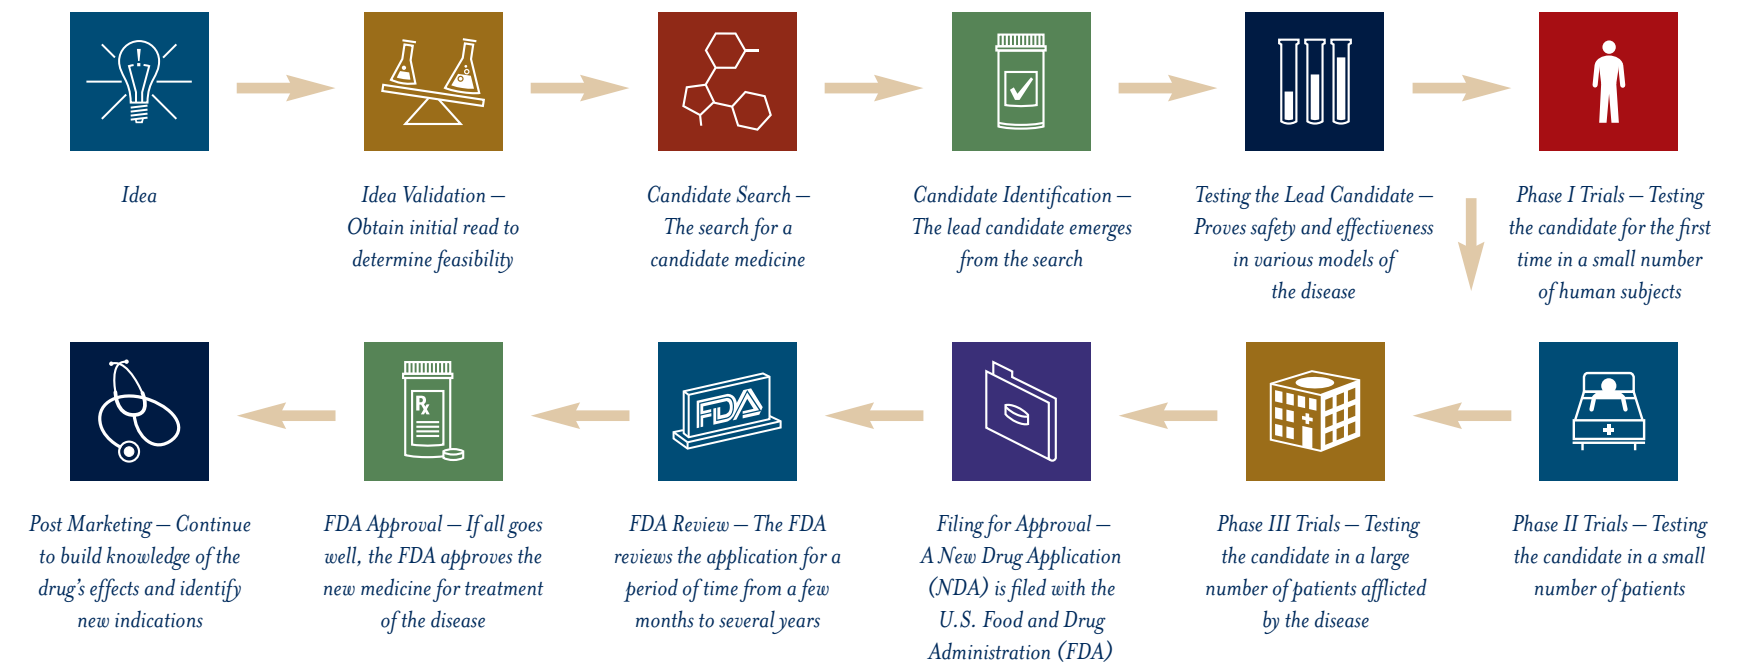 Idea
Idea Validation —
Obtain initial read to
determine feasibility
Candidate Search —
The search for a
candidate medicine
Candidate Identification —
The lead candidate emerges
from the search
Testing the Lead Candidate —
Proves safety and effectiveness
in various models of
the disease
Phase I Trials — Testing
the candidate for the first
time in a small number
of human subjects
Phase II Trials — Testing
the candidate in a small
number of patients
Phase III Trials — Testing
the candidate in a large
number of patients afflicted
by the disease
Filing for Approval —
A New Drug Application
(NDA) is filed with the
U.S. Food and Drug
Administration (FDA)
FDA
FDA Review — The FDA
reviews the application for a
period of time from a few
months to several years
Rx
FDA Approval — If all goes
well, the FDA approves the
new medicine for treatment
of the disease
Post Marketing — Continue
to build knowledge of the
drug’s effects and identify
new indications